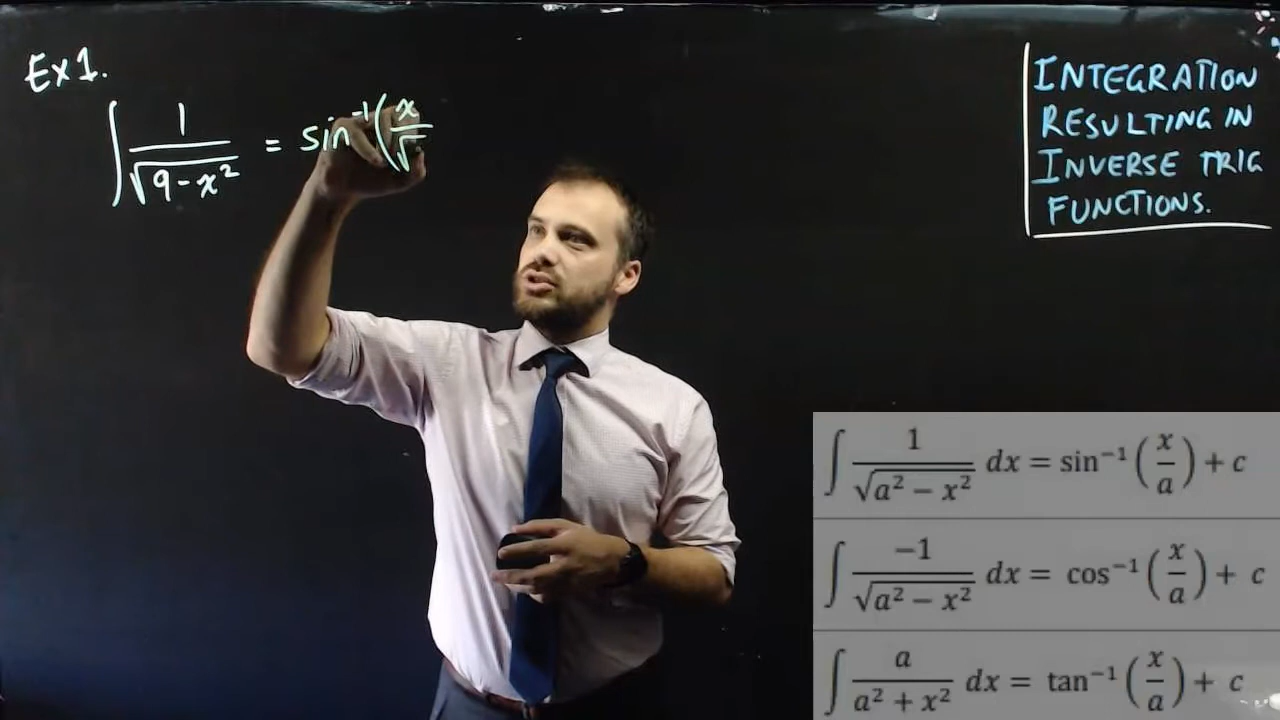 Ex 1.
∫ 1/√(9-x²) = sin⁻¹(x/√
INTEGRATION
RESULTING IN
INVERSE TRIG
FUNCTIONS.
∫ 1/√(a² − x²) dx = sin⁻¹(x/a) + c
∫ −1/√(a² − x²) dx = cos⁻¹(x/a) + c
∫ a/(a² + x²) dx = tan⁻¹(x/a) + c